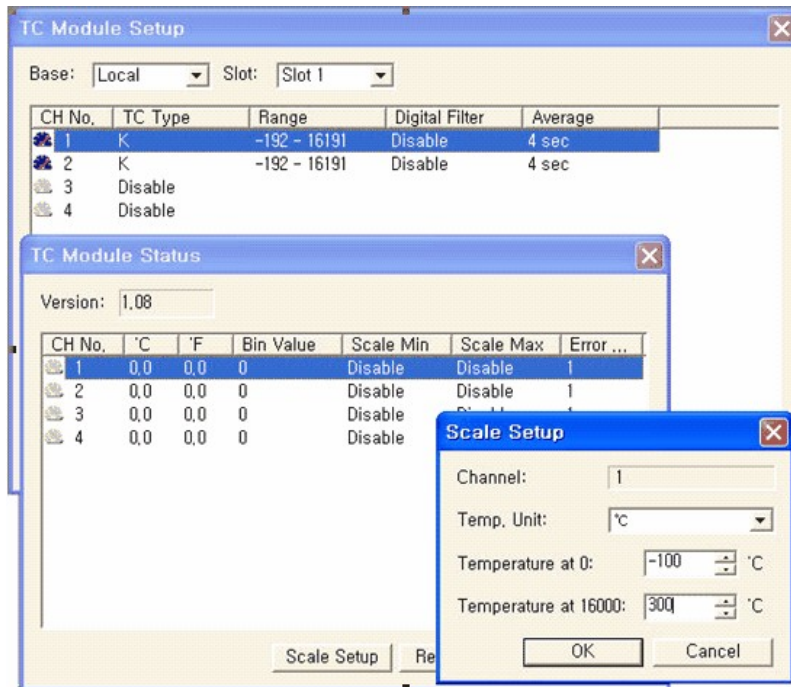 TC Module Setup
Base: Local Slot: Slot 1
CH No. TC Type Range Digital Filter Average
1 K -192 - 16191 Disable 4 sec
2 K -192 - 16191 Disable 4 sec
3 Disable
4 Disable
TC Module Status
Version: 1.08
CH No. ℃ ℉ Bin Value Scale Min Scale Max Error ...
1 0.0 0.0 0 Disable Disable 1
2 0.0 0.0 0 Disable Disable 1
3 0.0 0.0 0 Disable
4 0.0 0.0 0 Disable
Scale Setup Re
Scale Setup
Channel: 1
Temp. Unit: ℃
Temperature at 0: -100 ℃
Temperature at 16000: 300 ℃
OK Cancel